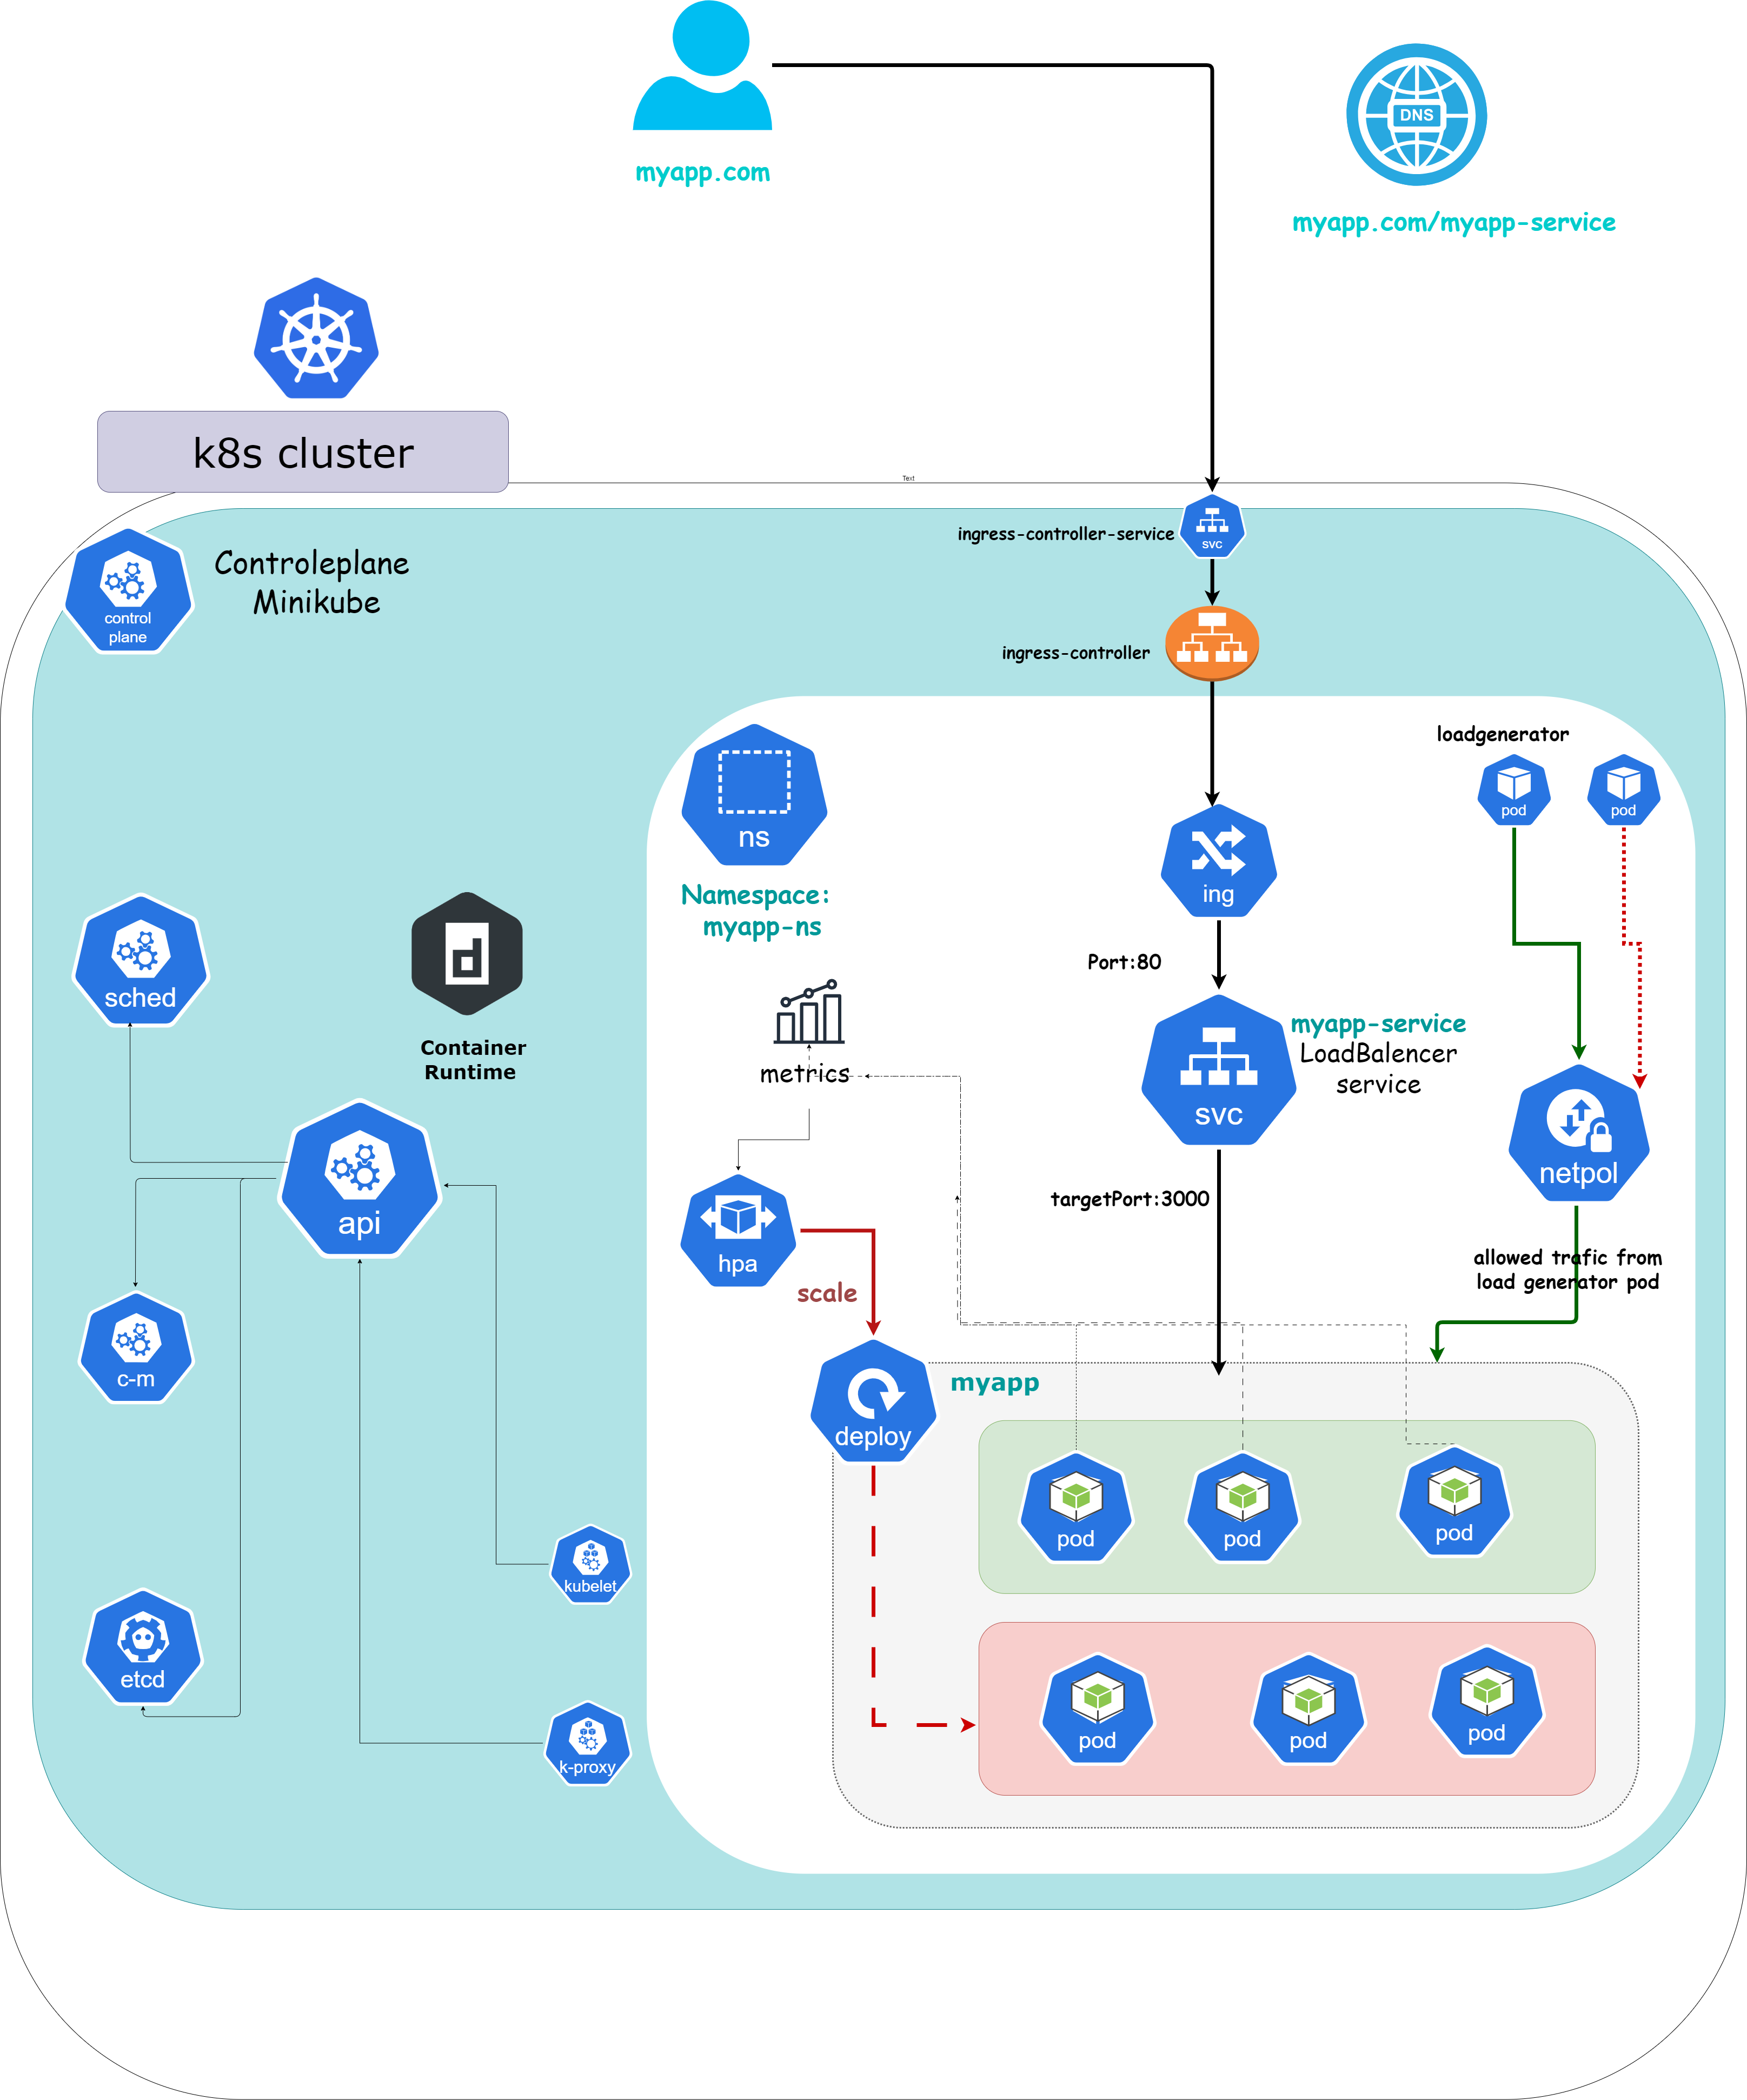 DNS
myapp.com
myapp.com/myapp-service
k8s cluster
Text
ingress-controller-service
svc
Controleplane
Minikube
control
plane
ingress-controller
loadgenerator
pod
pod
ns
Namespace:
myapp-ns
ing
Port:80
sched
Container
Runtime
metrics
myapp-service
LoadBalencer
service
svc
netpol
api
targetPort:3000
hpa
scale
allowed trafic from
load generator pod
c-m
deploy
myapp
pod
pod
pod
kubelet
etcd
k-proxy
pod
pod
pod